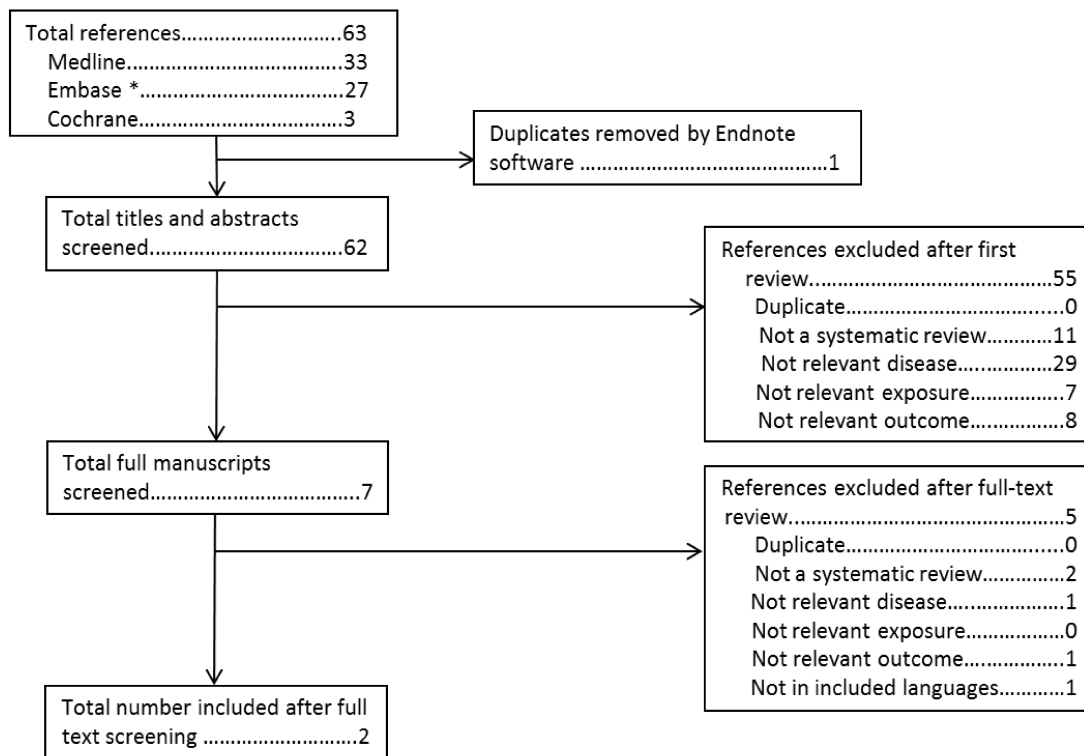 Total references………………………..63
Medline………………………………33
Embase *……………………………..27
Cochrane……………………………3
Duplicates removed by Endnote
software …………………………………1
Total titles and abstracts
screened…………………………62
References excluded after first
review………………………………55
Duplicate……………………………0
Not a systematic review…………11
Not relevant disease……………29
Not relevant exposure……………7
Not relevant outcome……………8
Total full manuscripts
screened……………………………..7
References excluded after full-text
review…………………………………5
Duplicate……………………………0
Not a systematic review…………2
Not relevant disease……………1
Not relevant exposure……………0
Not relevant outcome……………1
Not in included languages…………1
Total number included after full
text screening …………………….2